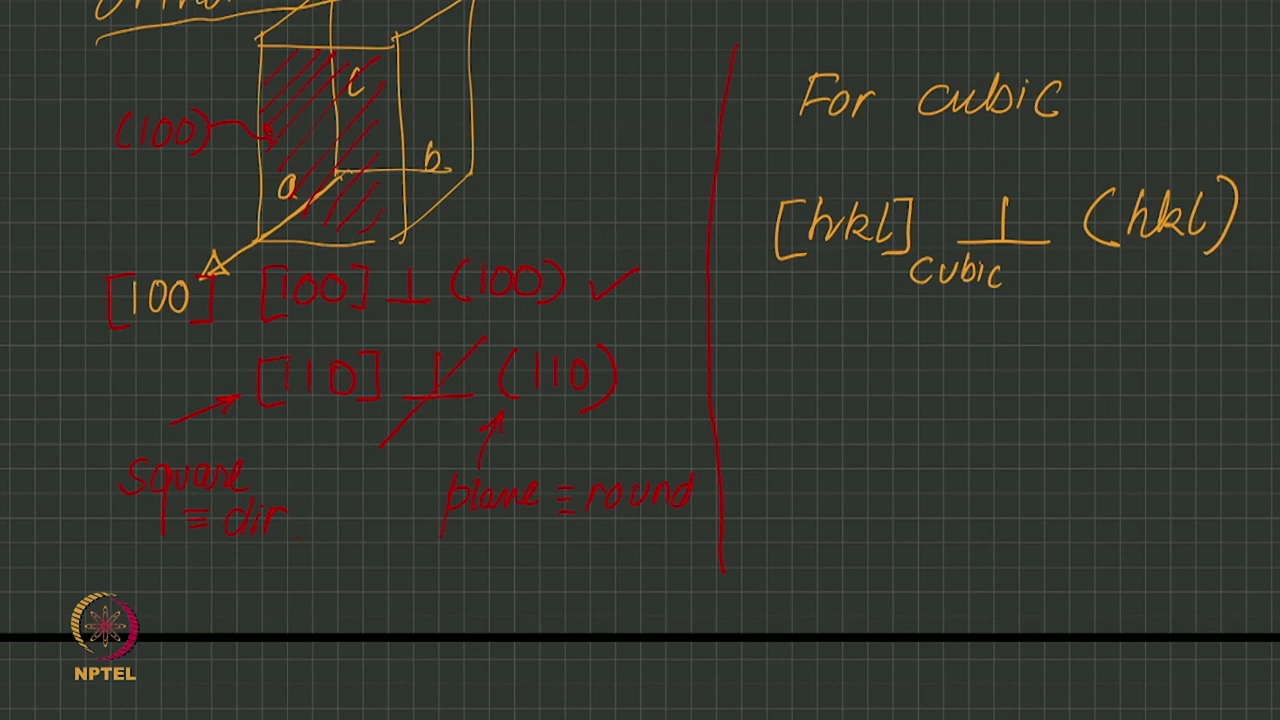 c
(100)
b
a
[100] [100] ⊥ (100) ✓
[110] ⊥̸ (110)
square
≡ dir
plane ≡ round
For cubic
[hkl] ⊥ (hkl)
cubic
NPTEL